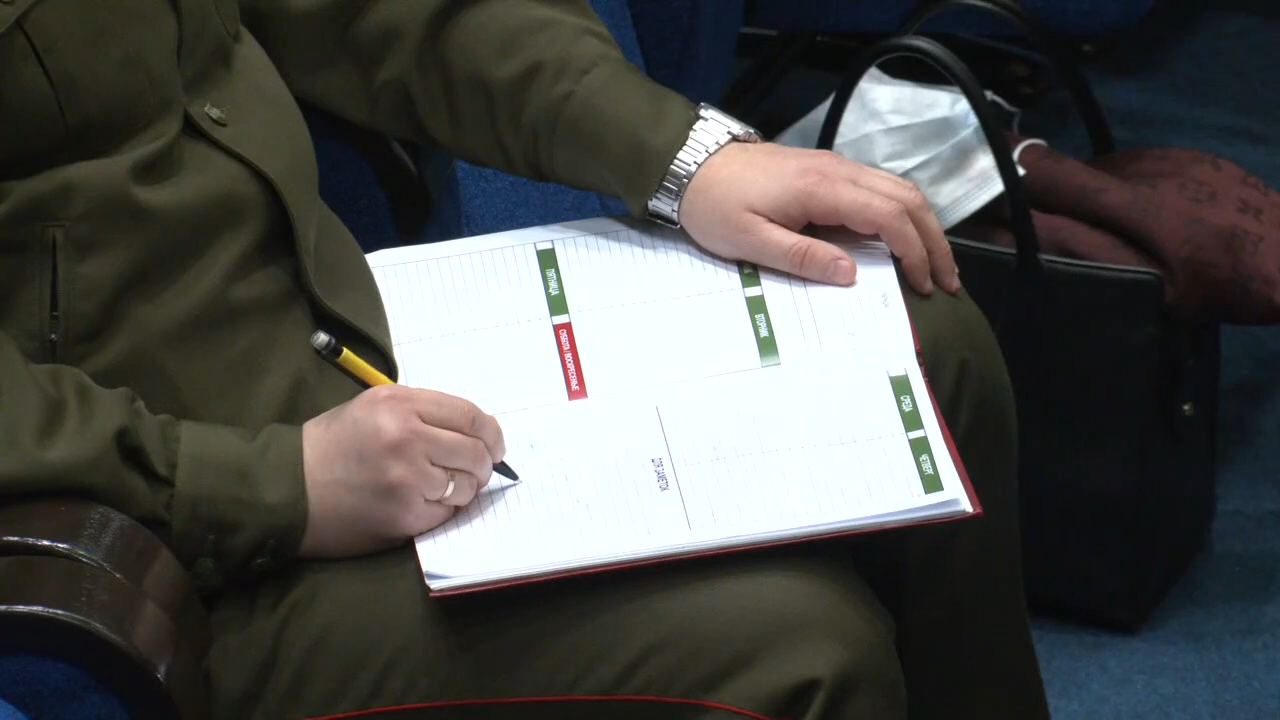 ВТОРНИК
СРЕДА
ЧЕТВЕРГ
ПЯТНИЦА
СУББОТА / ВОСКРЕСЕНЬЕ
ДЛЯ ЗАМЕТОК